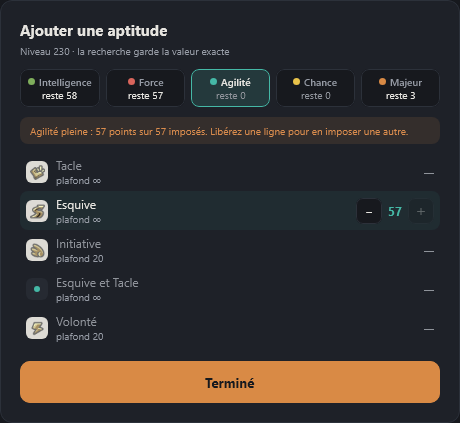 Ajouter une aptitude
Niveau 230 · la recherche garde la valeur exacte
Intelligence
reste 58
Force
reste 57
Agilité
reste 0
Chance
reste 0
Majeur
reste 3
Agilité pleine : 57 points sur 57 imposés. Libérez une ligne pour en imposer une autre.
Tacle
plafond ∞
—
Esquive
plafond ∞
– 57 +
Initiative
plafond 20
—
Esquive et Tacle
plafond ∞
—
Volonté
plafond 20
—
Terminé